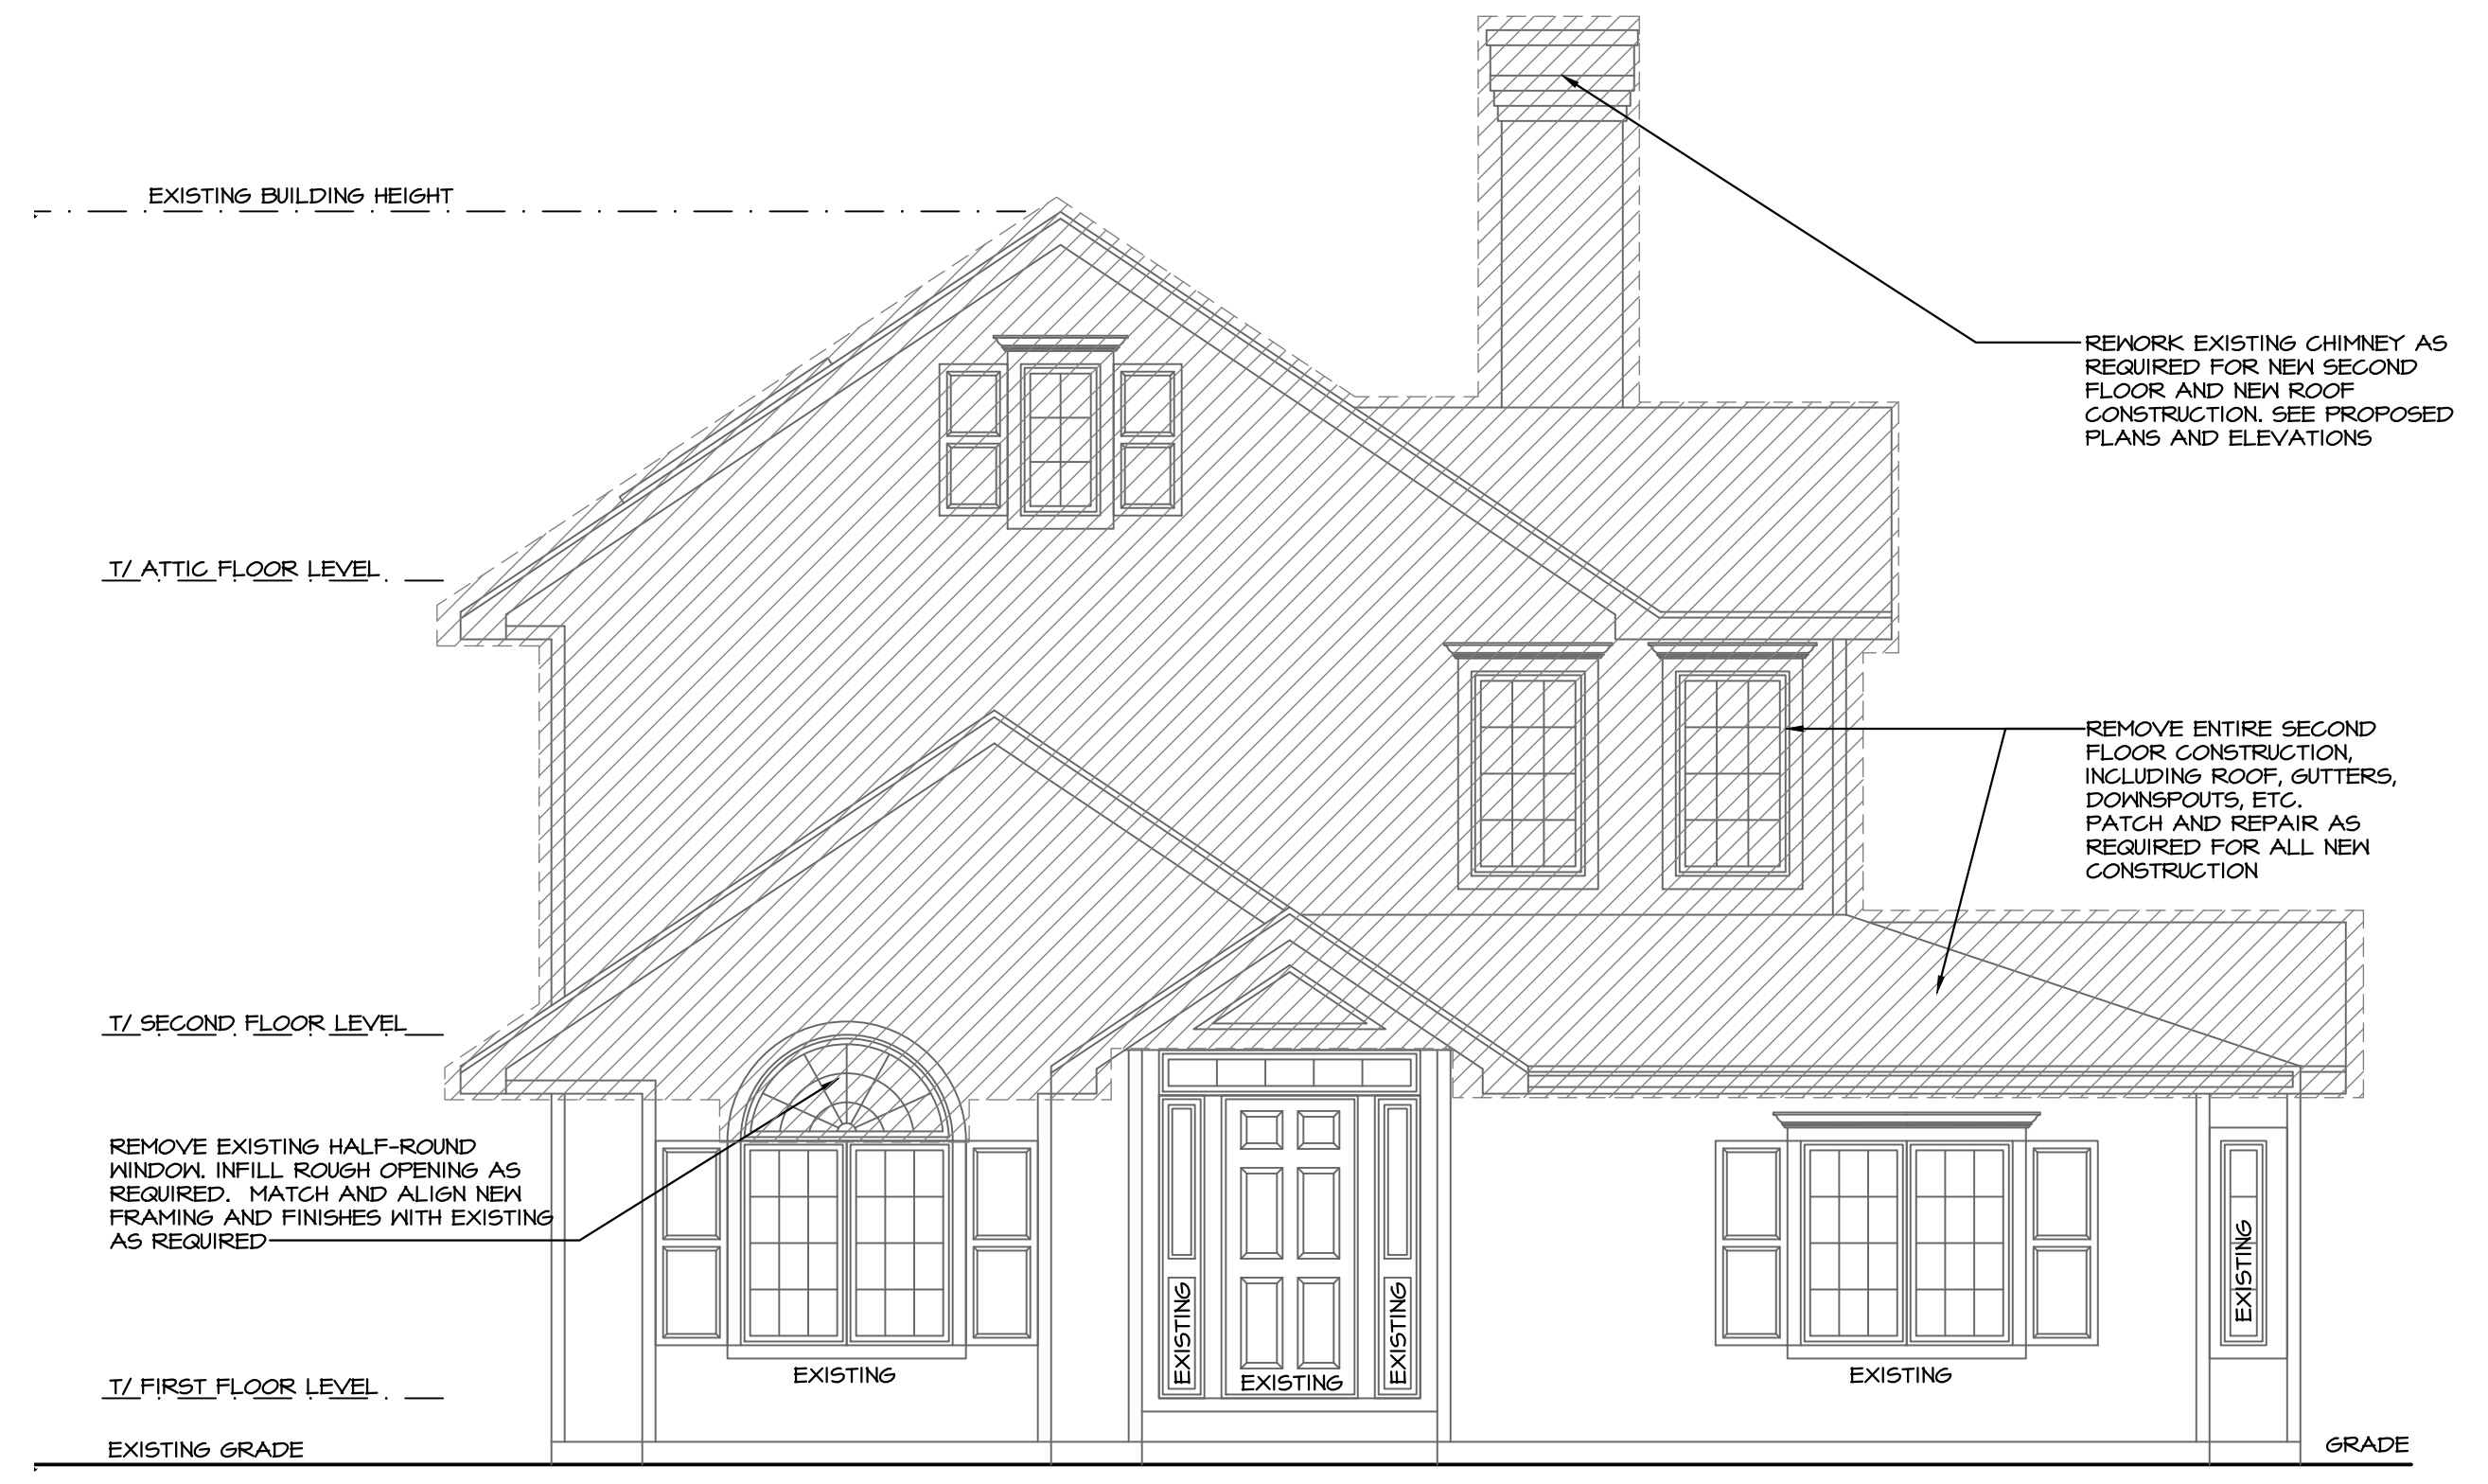 EXISTING BUILDING HEIGHT
REWORK EXISTING CHIMNEY AS
REQUIRED FOR NEW SECOND
FLOOR AND NEW ROOF
CONSTRUCTION. SEE PROPOSED
PLANS AND ELEVATIONS
T/ ATTIC FLOOR LEVEL
REMOVE ENTIRE SECOND
FLOOR CONSTRUCTION,
INCLUDING ROOF, GUTTERS,
DOWNSPOUTS, ETC.
PATCH AND REPAIR AS
REQUIRED FOR ALL NEW
CONSTRUCTION
T/ SECOND FLOOR LEVEL
REMOVE EXISTING HALF-ROUND
WINDOW. INFILL ROUGH OPENING AS
REQUIRED. MATCH AND ALIGN NEW
FRAMING AND FINISHES WITH EXISTING
AS REQUIRED
EXISTING
EXISTING
EXISTING
EXISTING
EXISTING
EXISTING
T/ FIRST FLOOR LEVEL
EXISTING GRADE
GRADE